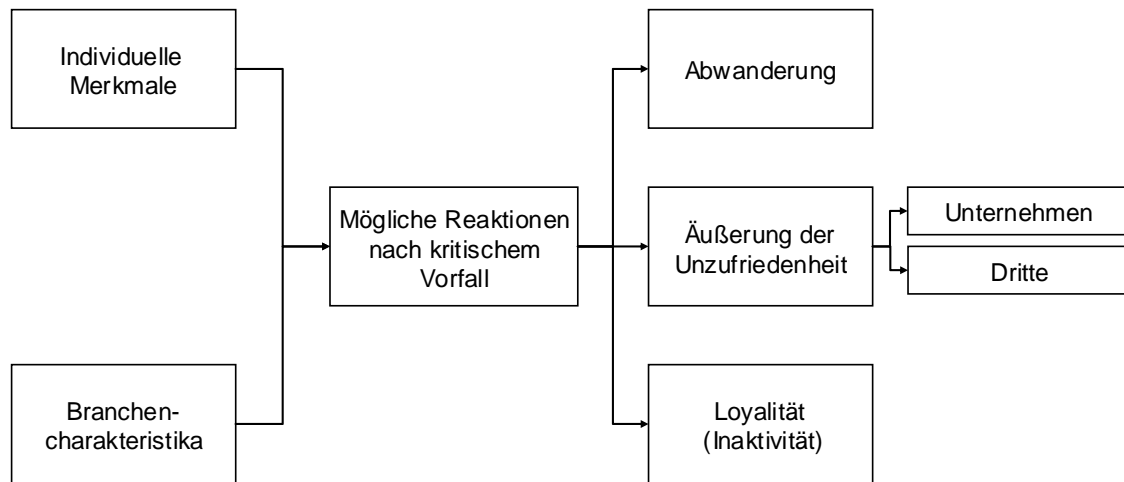 Individuelle
Merkmale
Branchen-
charakteristika
Mögliche Reaktionen
nach kritischem
Vorfall
Abwanderung
Äußerung der
Unzufriedenheit
Unternehmen
Dritte
Loyalität
(Inaktivität)